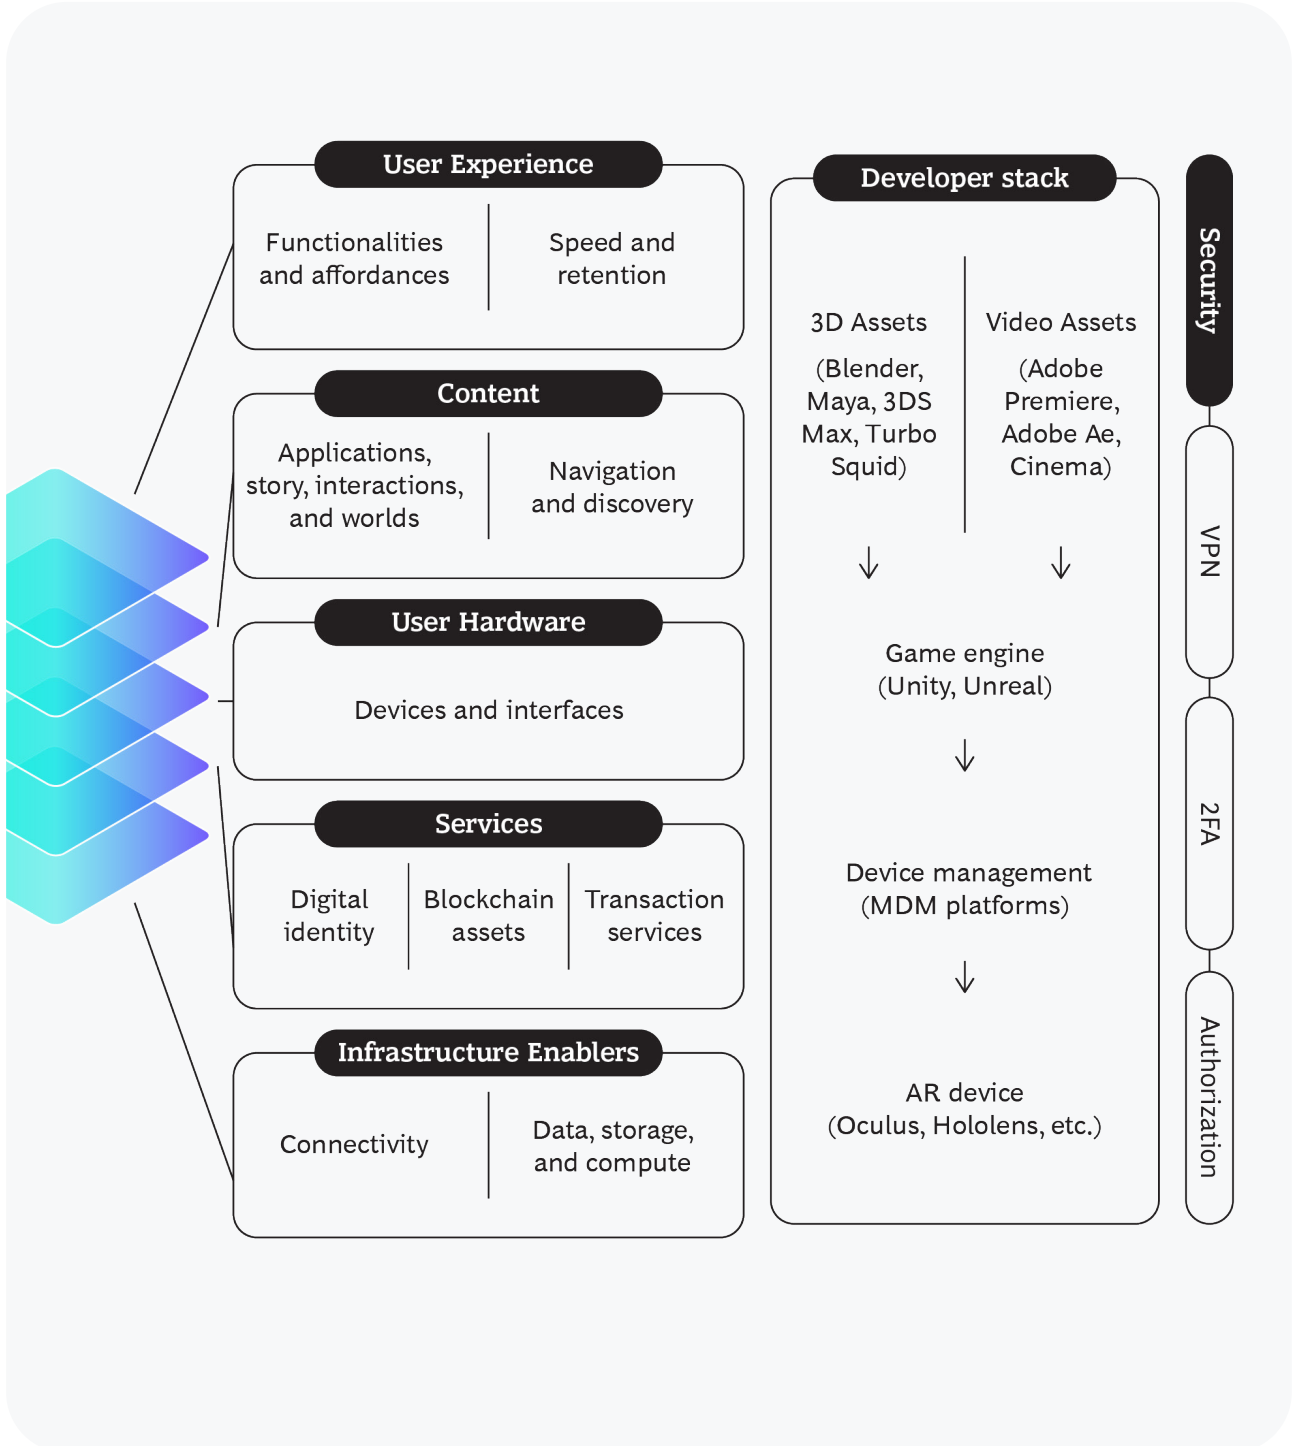 User Experience
Functionalities
and affordances
Speed and
retention
Content
Applications,
story, interactions,
and worlds
Navigation
and discovery
User Hardware
Devices and interfaces
Services
Digital
identity
Blockchain
assets
Transaction
services
Infrastructure Enablers
Connectivity
Data, storage,
and compute
Developer stack
3D Assets
(Blender,
Maya, 3DS
Max, Turbo
Squid)
Video Assets
(Adobe
Premiere,
Adobe Ae,
Cinema)
Game engine
(Unity, Unreal)
Device management
(MDM platforms)
AR device
(Oculus, Hololens, etc.)
Security
VPN
2FA
Authorization